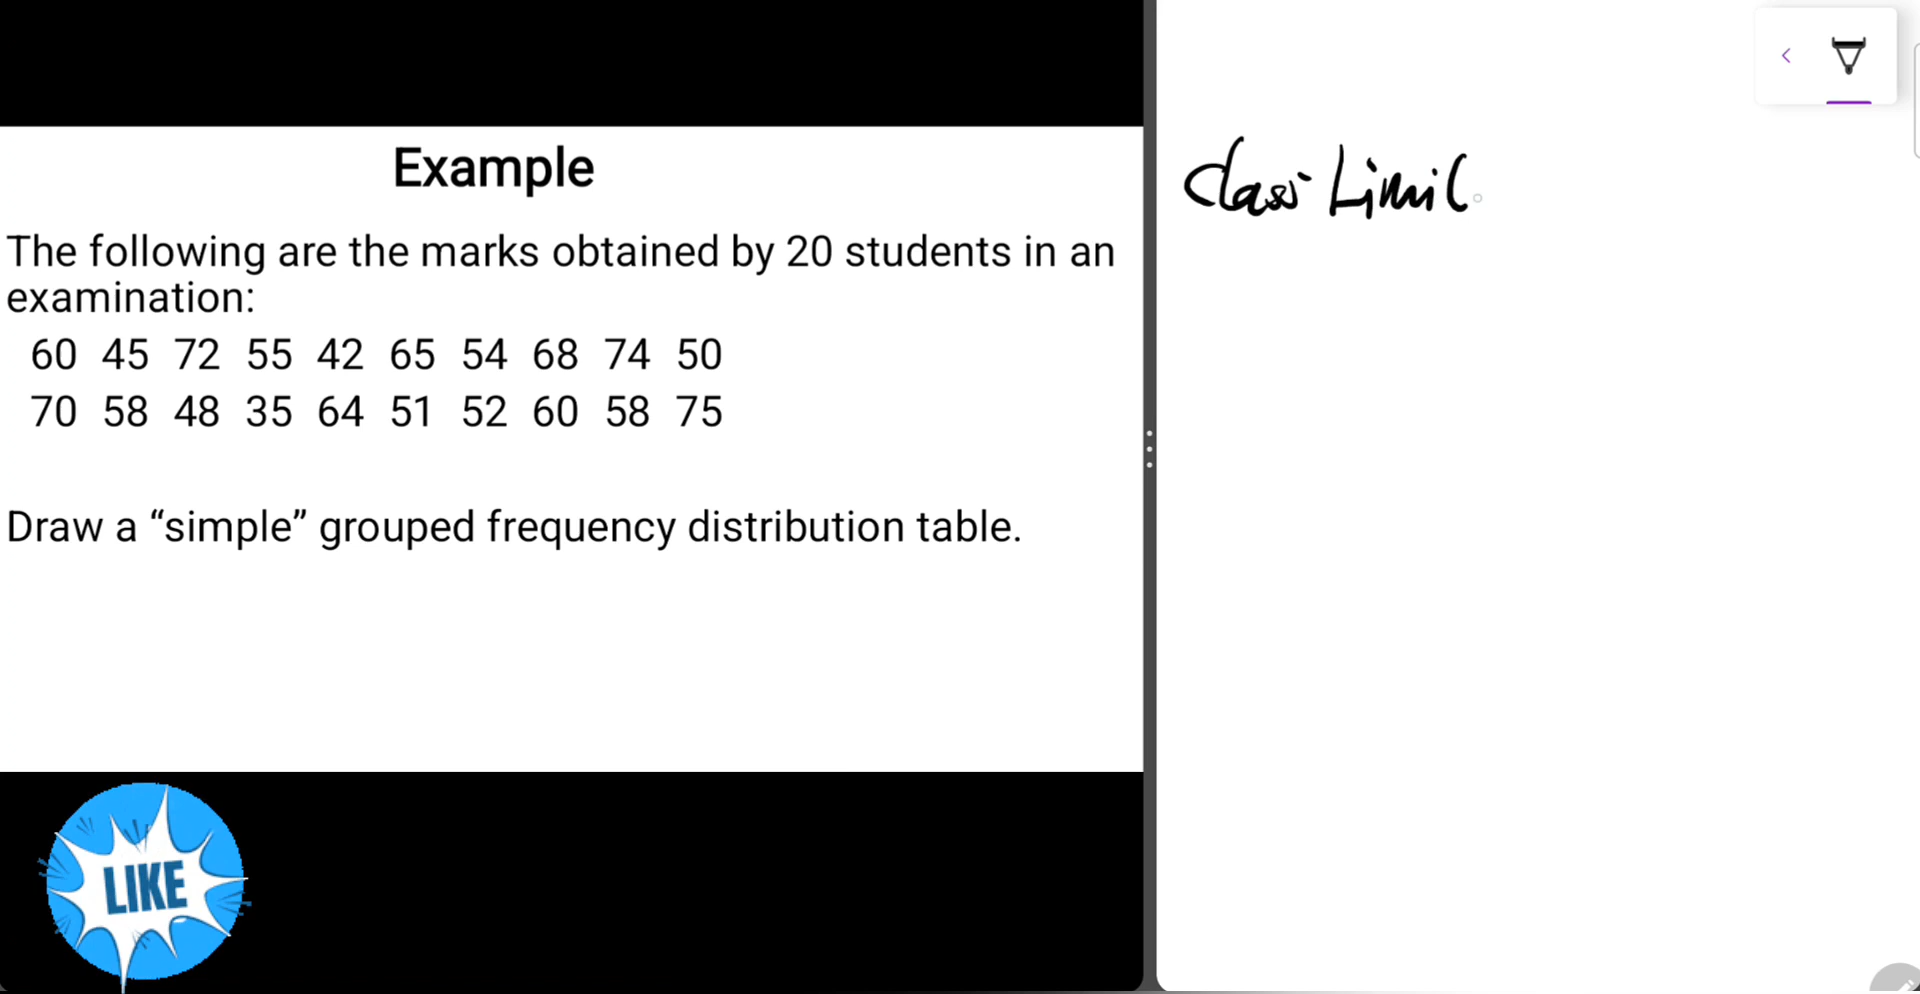 Example
The following are the marks obtained by 20 students in an
examination:
60 45 72 55 42 65 54 68 74 50
70 58 48 35 64 51 52 60 58 75
Draw a “simple” grouped frequency distribution table.
LIKE
Class Limi